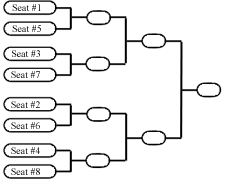 Seat #1
Seat #5
Seat #3
Seat #7
Seat #2
Seat #6
Seat #4
Seat #8